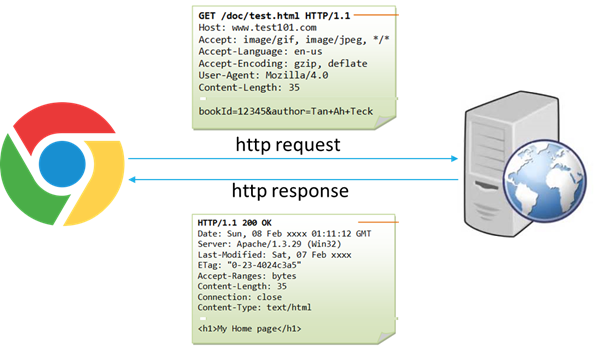 GET /doc/test.html HTTP/1.1
Host: www.test101.com
Accept: image/gif, image/jpeg, */*
Accept-Language: en-us
Accept-Encoding: gzip, deflate
User-Agent: Mozilla/4.0
Content-Length: 35
bookId=12345&author=Tan+Ah+Teck
http request
http response
HTTP/1.1 200 OK
Date: Sun, 08 Feb xxxx 01:11:12 GMT
Server: Apache/1.3.29 (Win32)
Last-Modified: Sat, 07 Feb xxxx
ETag: "0-23-4024c3a5"
Accept-Ranges: bytes
Content-Length: 35
Connection: close
Content-Type: text/html
<h1>My Home page</h1>